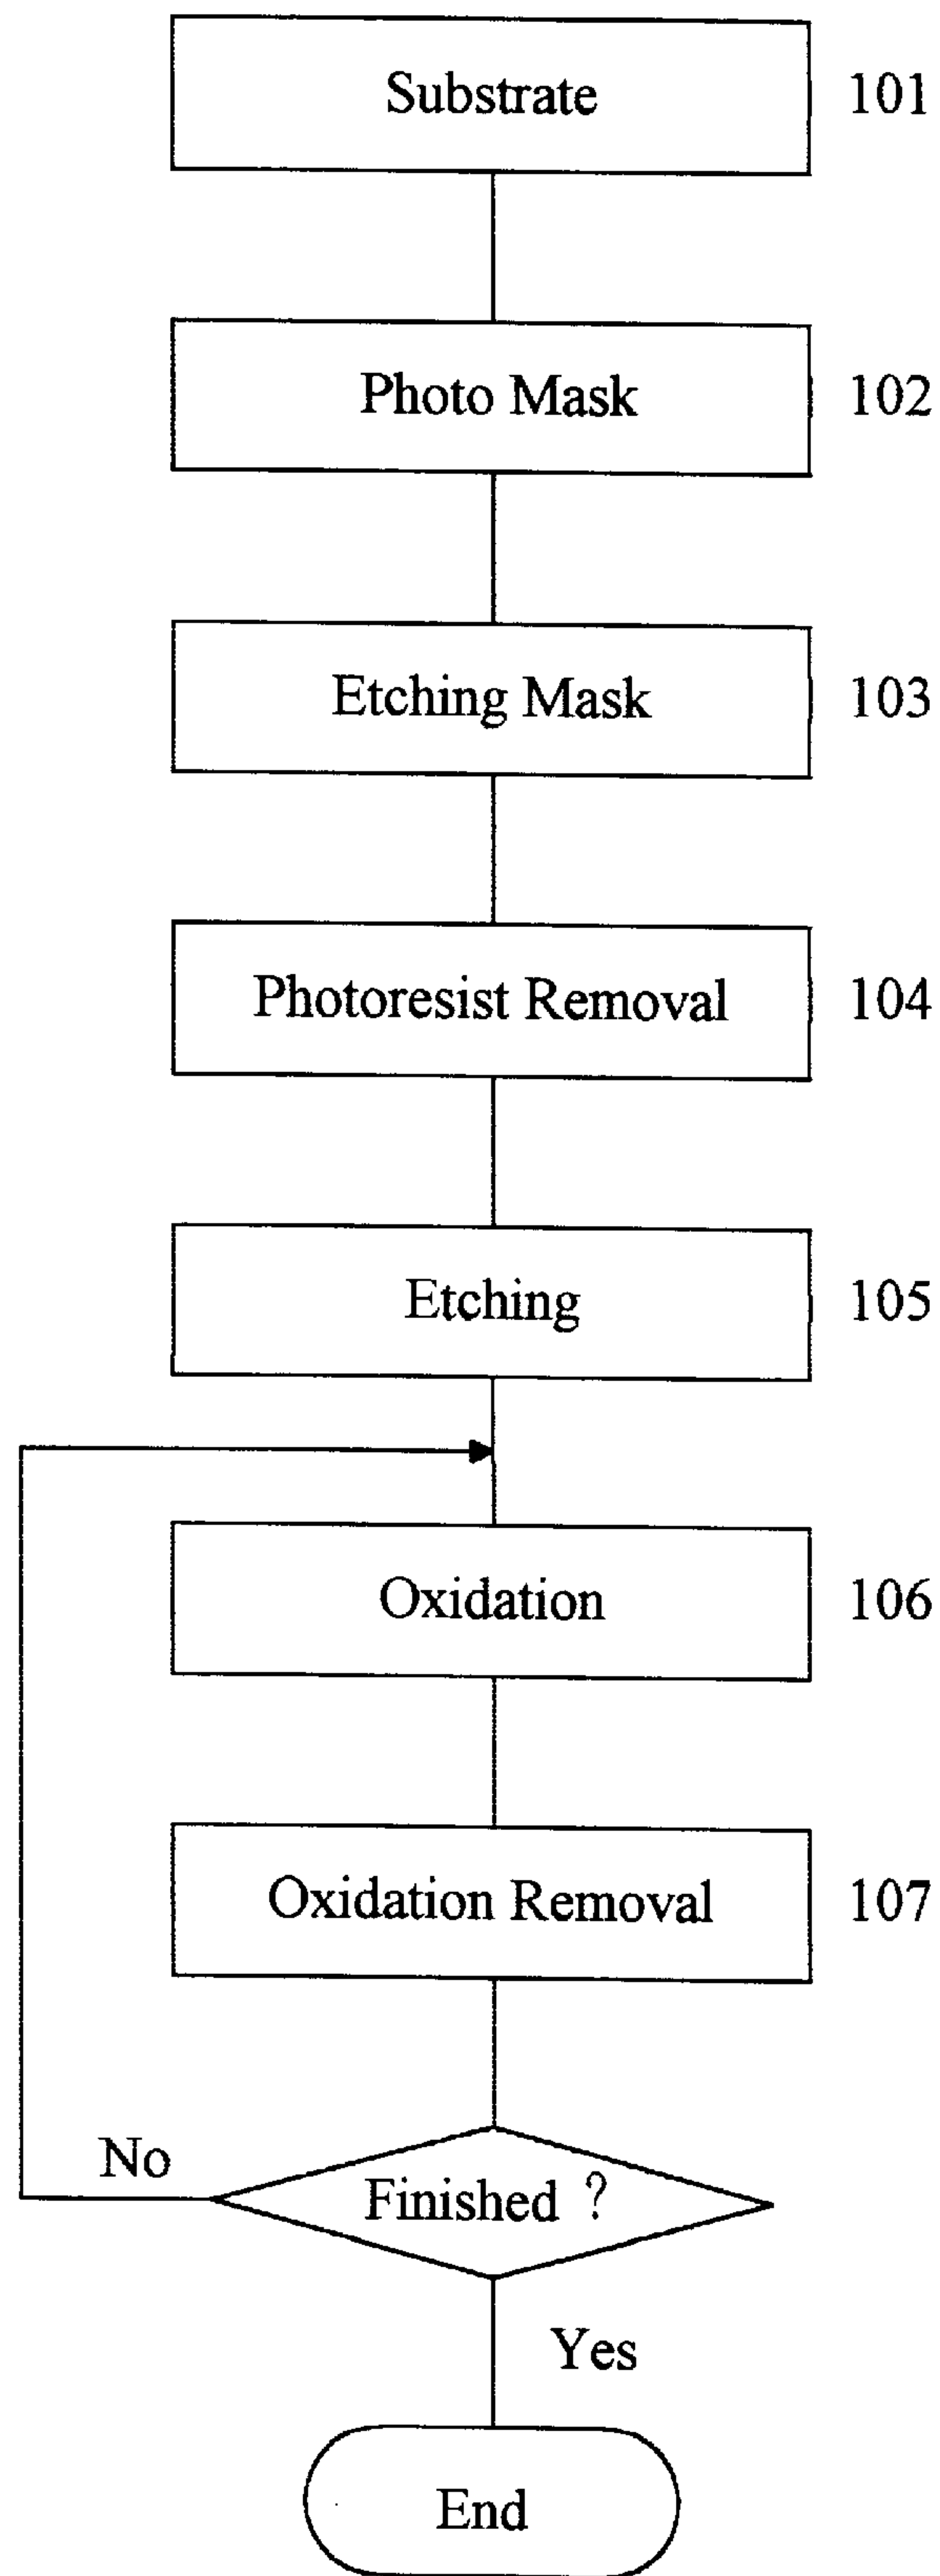 Substrate 101
Photo Mask 102
Etching Mask 103
Photoresist Removal 104
Etching 105
Oxidation 106
Oxidation Removal 107
No
Finished ?
Yes
End